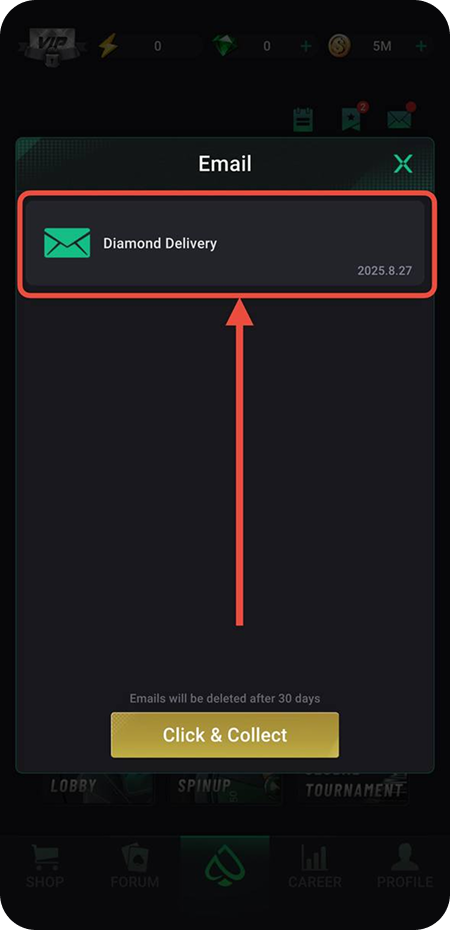 VIP
0
0
+
5M
+
2
Email
Diamond Delivery
2025.8.27
Emails will be deleted after 30 days
Click & Collect
LOBBY
SPINUP
TOURNAMENT
SHOP
FORUM
CAREER
PROFILE